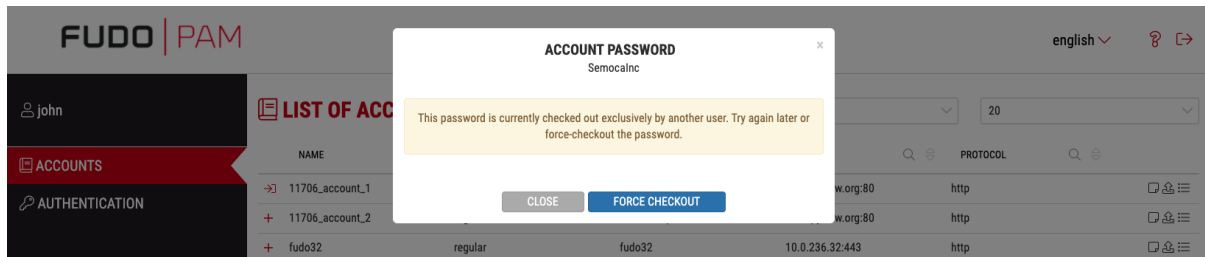 FUDO | PAM
english
ACCOUNT PASSWORD
x
SemocaInc
john
LIST OF ACC
This password is currently checked out exclusively by another user. Try again later or
force-checkout the password.
20
ACCOUNTS
NAME
PROTOCOL
11706_account_1
w.org:80
http
CLOSE
FORCE CHECKOUT
AUTHENTICATION
11706_account_2
w.org:80
http
fudo32
regular
fudo32
10.0.236.32:443
http